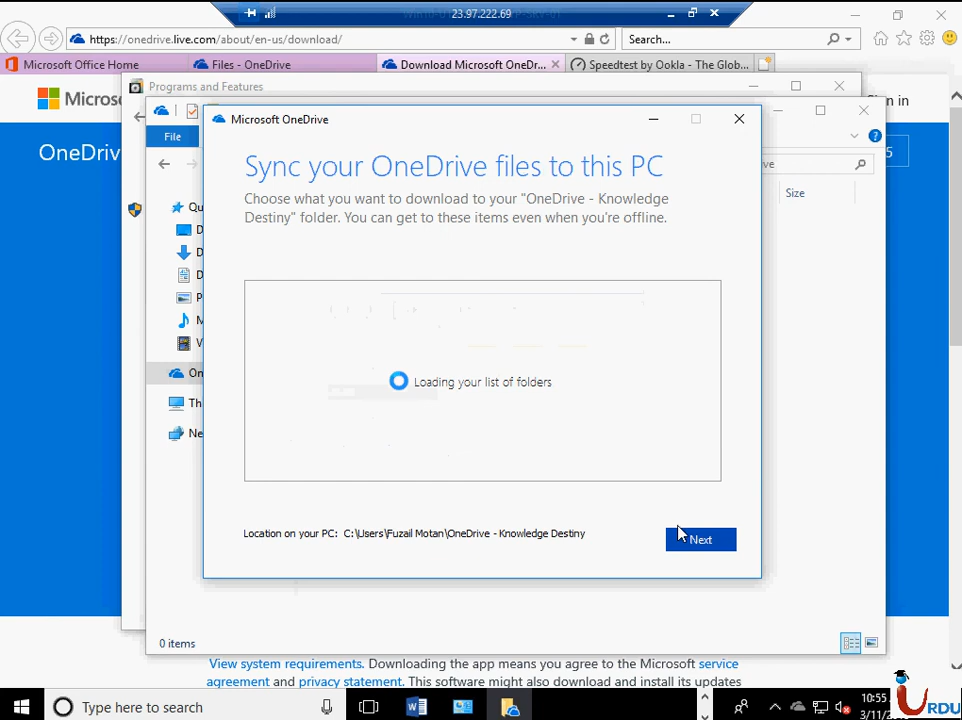 23.97.222.69
https://onedrive.live.com/about/en-us/download/
Search...
Microsoft Office Home
Files - OneDrive
Download Microsoft OneDr...
Speedtest by Ookla - The Glob...
Programs and Features
File
Microsoft OneDrive
Sync your OneDrive files to this PC
Choose what you want to download to your "OneDrive - Knowledge
Destiny" folder. You can get to these items even when you're offline.
Size
Loading your list of folders
Location on your PC: C:\Users\Fuzail Motan\OneDrive - Knowledge Destiny
Next
0 items
View system requirements. Downloading the app means you agree to the Microsoft service
agreement and privacy statement. This software might also download and install its updates
Type here to search
10:55
URDU